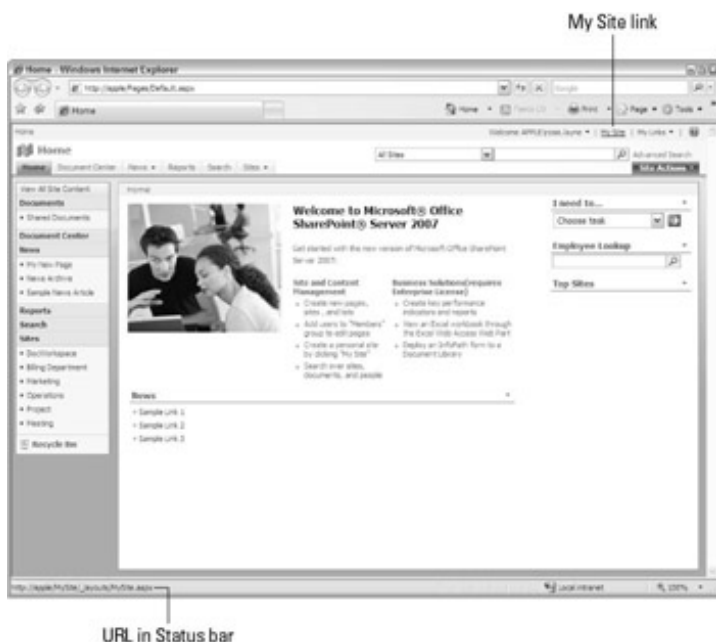 My Site link
Home - Windows Internet Explorer
http://apple/Pages/Default.aspx
Google
Home
Home
Print
Page
Tools
Home
Welcome APPLE\
My Site
My Links
Home
All Sites
Advanced Search
Home
Document Center
News
Reports
Search
Sites
Site Actions
View All Site Content
Documents
• Shared Documents
Document Center
News
• My New Page
• News Archive
• Sample News Article
Reports
Search
Sites
• DocWorkspace
• Billing Department
• Marketing
• Operations
• Project
• Meeting
Recycle Bin
Home
Welcome to Microsoft® Office
SharePoint® Server 2007
Get started with the new version of Microsoft Office SharePoint
Server 2007:
Site and Content
Management
Create new pages,
sites, and lists
Add users to "Members"
group to edit pages
Create a personal site
by clicking "My Site"
Search over sites,
documents, and people
Business Solutions(requires
Enterprise License)
Create key performance
indicators and reports
View an Excel workbook through
the Excel Web Access Web Part
Deploy an InfoPath form to a
Document Library
News
Sample Link 1
Sample Link 2
Sample Link 3
I need to...
Choose task
Employee Lookup
Top Sites
http://apple/MySite/_layouts/MySite.aspx
Local intranet
100%
URL in Status bar